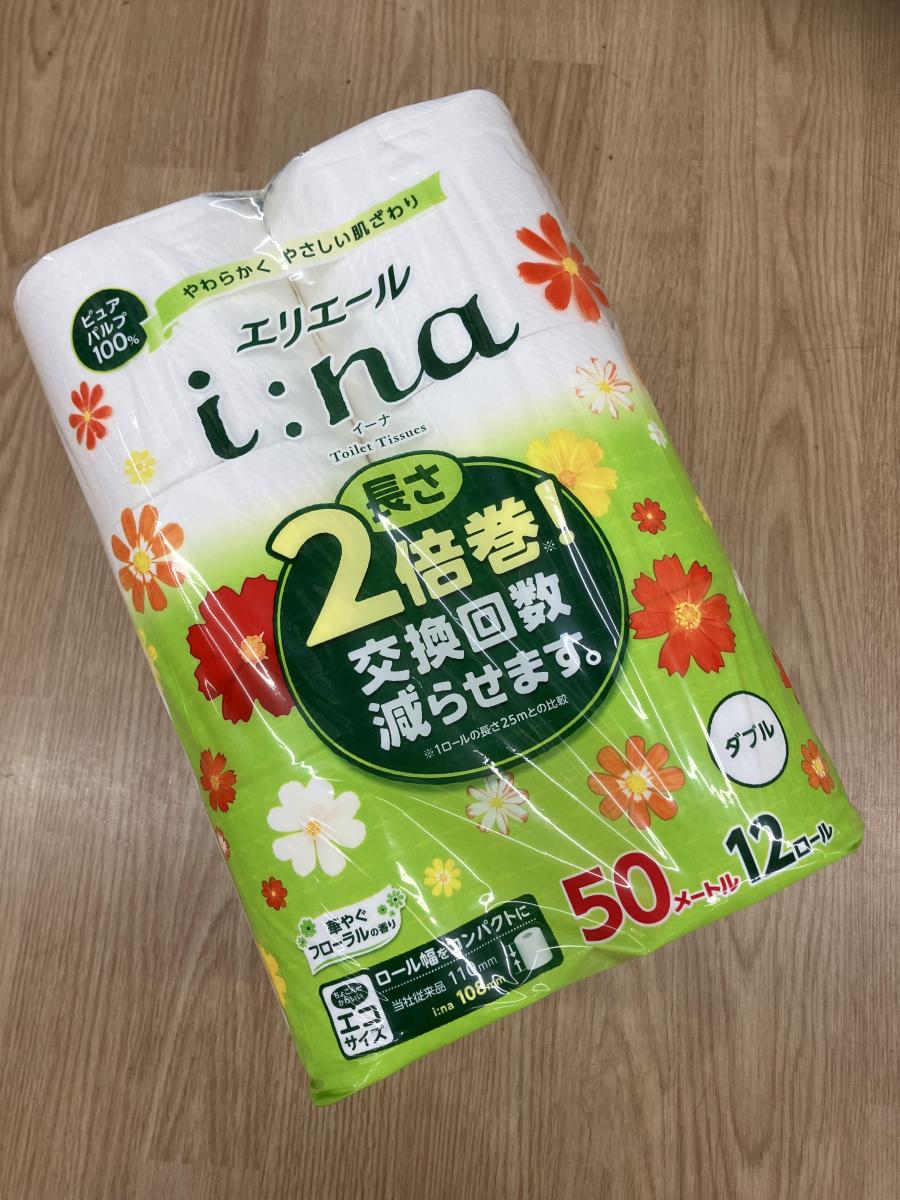 やわらかく やさしい肌ざわり
ピュア
パルプ
100%
エリエール
i:na
イーナ
Toilet Tissues
長さ
2倍巻!※
交換回数
減らせます。
※1ロールの長さ25mとの比較
ダブル
50メートル12ロール
華やぐ
フローラルの香り
エコ
サイズ
ロール幅をコンパクトに
当社従来品 110mm
i:na 108mm